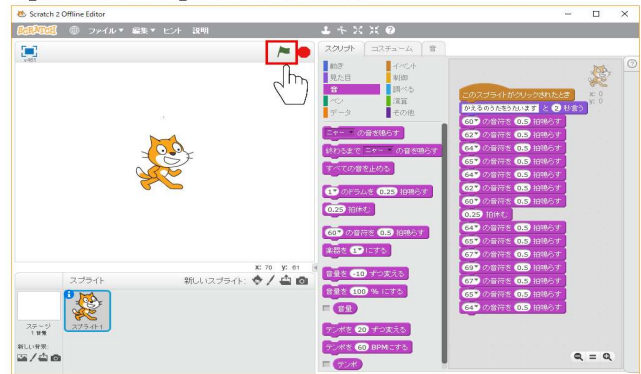 Scratch 2 Offline Editor
SCRATCH ファイル▼ 編集▼ ヒント 説明
v461
スクリプト コスチューム 音
動き イベント
見た目 制御
音 調べる
ペン 演算
データ その他
ニャー▼ の音を鳴らす
終わるまで ニャー▼ の音を鳴らす
すべての音を止める
1▼ のドラムを 0.25 拍鳴らす
0.25 拍休む
60▼ の音符を 0.5 拍鳴らす
楽器を 1▼ にする
音量を -10 ずつ変える
音量を 100 % にする
音量
テンポを 20 ずつ変える
テンポを 60 BPMにする
テンポ
x: 0
y: 0
このスプライトがクリックされたとき
かえるのうたをうたいます と 2 秒言う
60▼ の音符を 0.5 拍鳴らす
62▼ の音符を 0.5 拍鳴らす
64▼ の音符を 0.5 拍鳴らす
65▼ の音符を 0.5 拍鳴らす
64▼ の音符を 0.5 拍鳴らす
62▼ の音符を 0.5 拍鳴らす
60▼ の音符を 0.5 拍鳴らす
0.25 拍休む
64▼ の音符を 0.5 拍鳴らす
65▼ の音符を 0.5 拍鳴らす
67▼ の音符を 0.5 拍鳴らす
69▼ の音符を 0.5 拍鳴らす
67▼ の音符を 0.5 拍鳴らす
65▼ の音符を 0.5 拍鳴らす
64▼ の音符を 0.5 拍鳴らす
x: 70 y: 61
スプライト 新しいスプライト:
スプライト1
ステージ
1 背景
新しい背景: